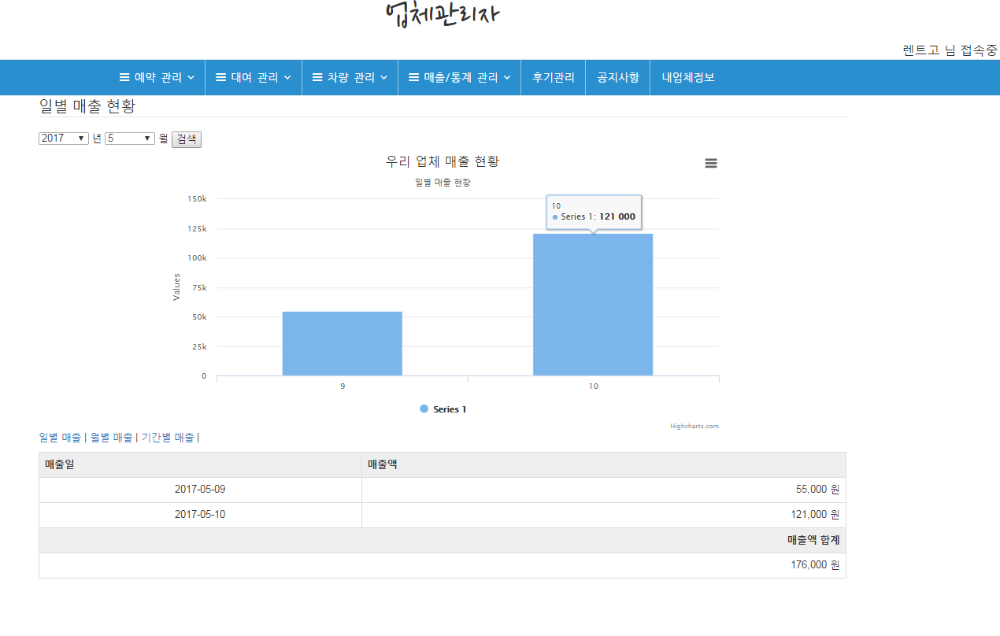 업체관리자
렌트고 님 접속중
예약 관리 대여 관리 차량 관리 매출/통계 관리 후기관리 공지사항 내업체정보
일별 매출 현황
2017 년 5 월 검색
우리 업체 매출 현황
일별 매출 현황
150k
125k
100k
75k
50k
25k
0
Values
10
Series 1: 121 000
9 10
Series 1
Highcharts.com
일별 매출 | 월별 매출 | 기간별 매출 |
매출일 매출액
2017-05-09 55,000 원
2017-05-10 121,000 원
매출액 합계
176,000 원